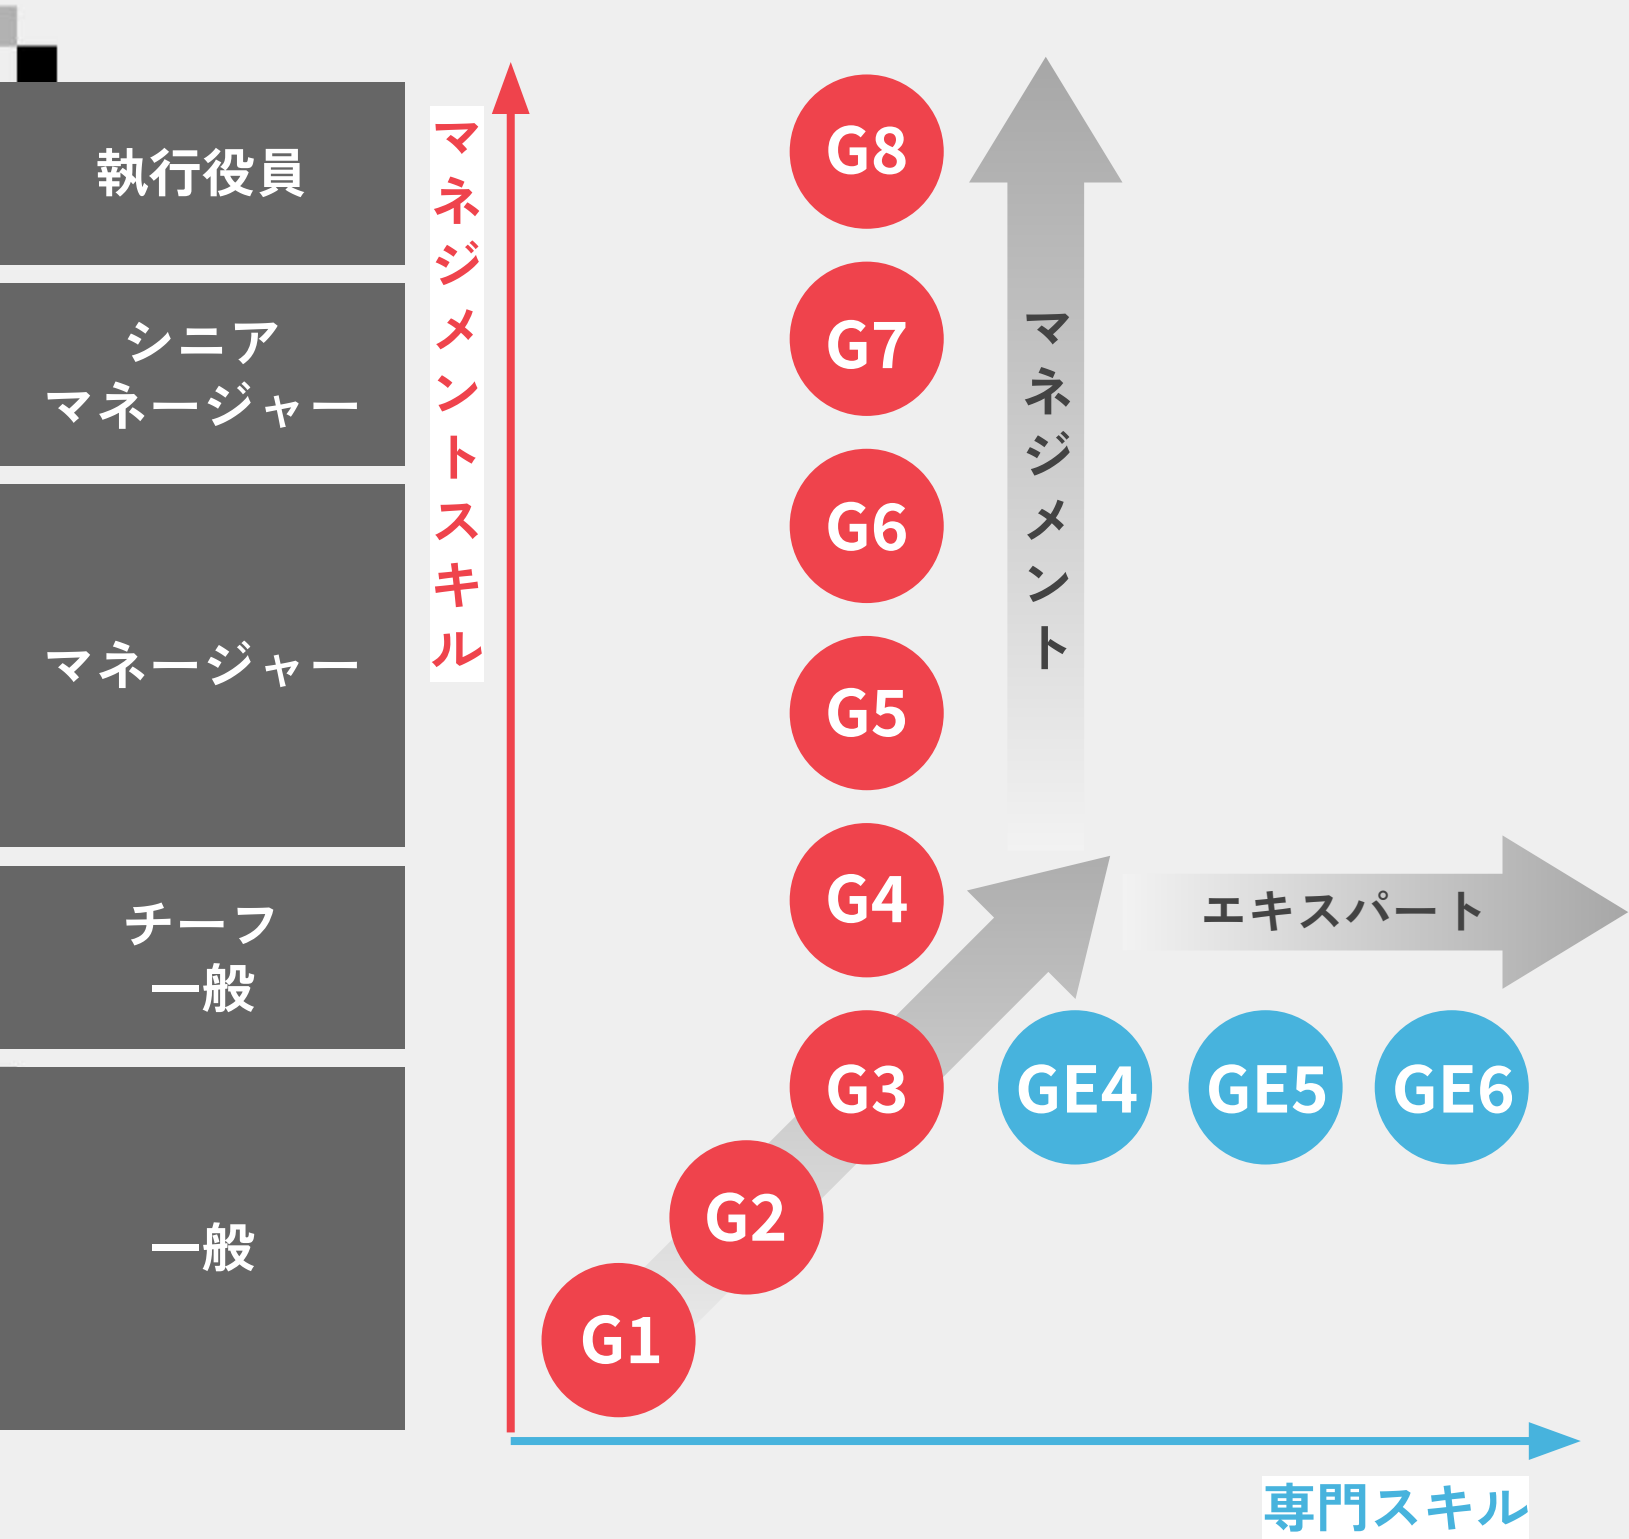 執行役員
シニア
マネージャー
マネージャー
チーフ
一般
一般
マネジメントスキル
G8
G7
G6
G5
G4
G3
G2
G1
マネジメント
エキスパート
GE4
GE5
GE6
専門スキル